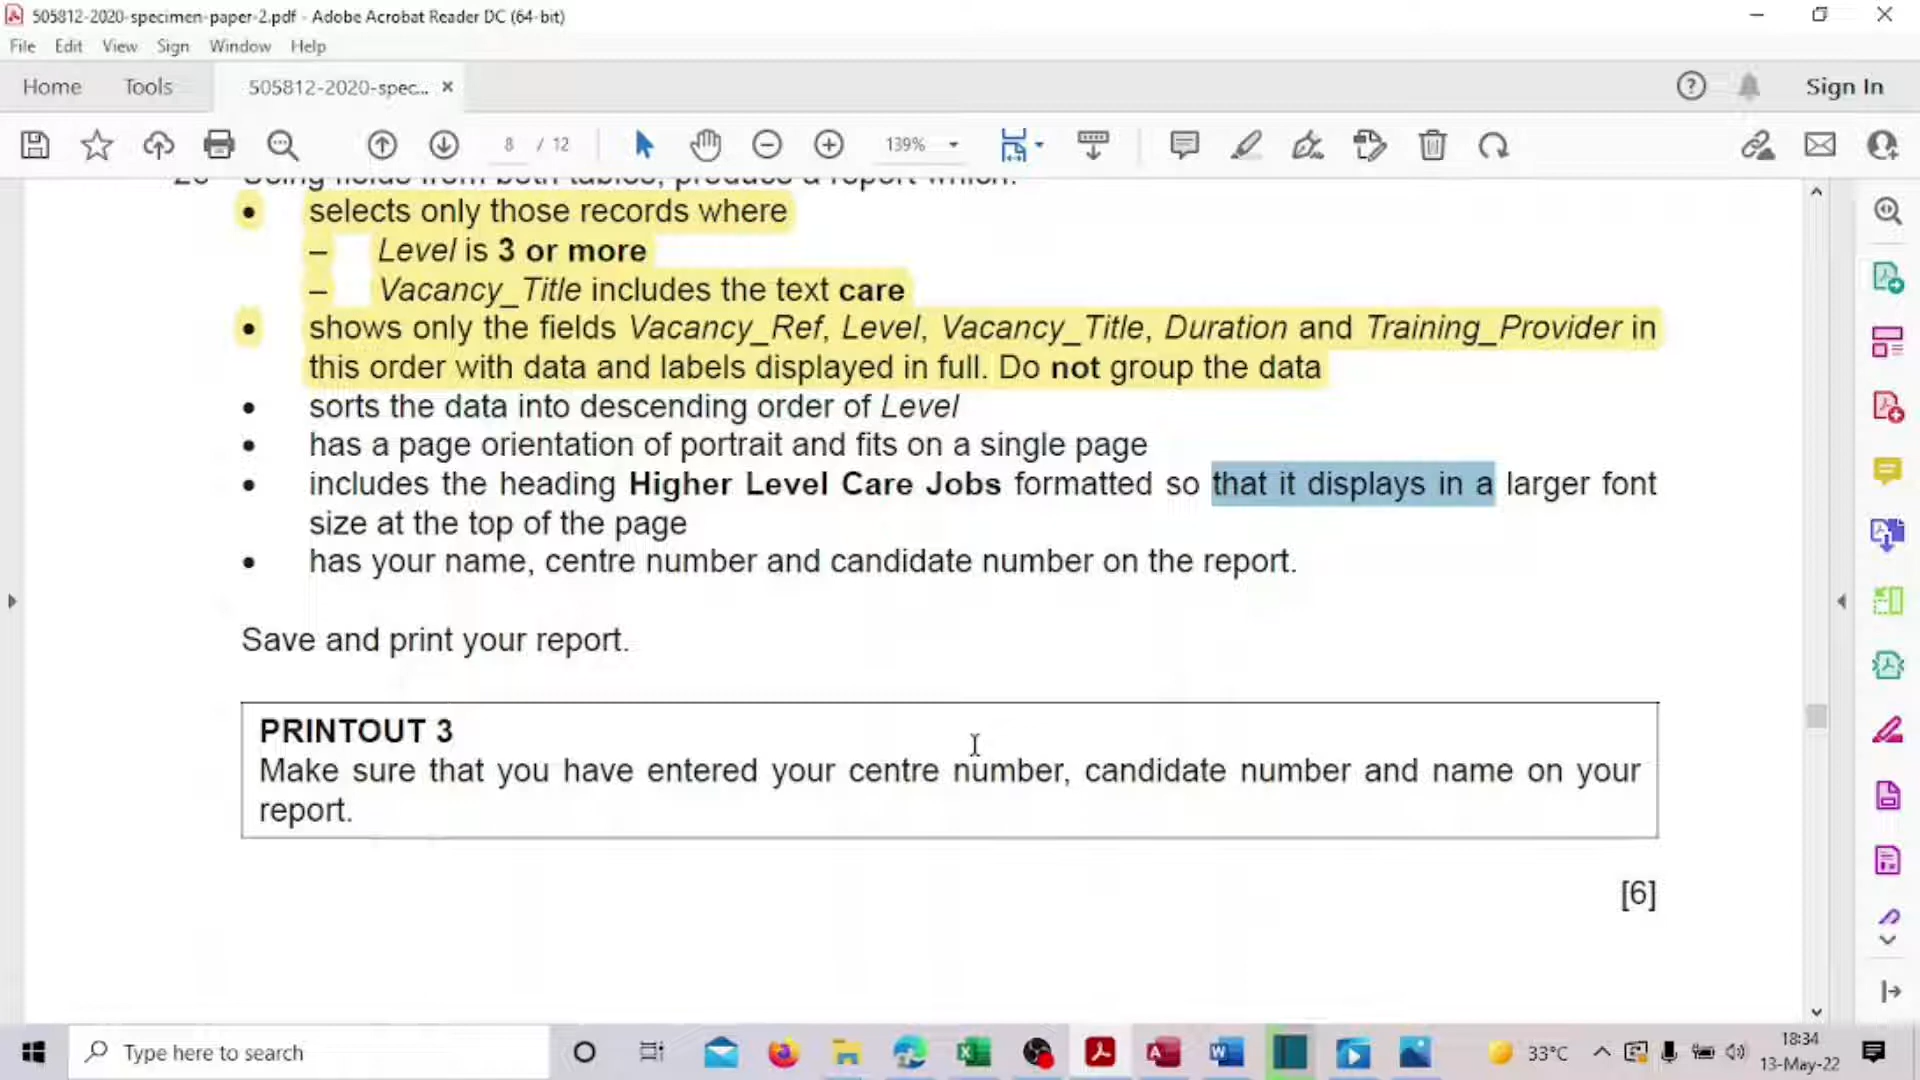 505812-2020-specimen-paper-2.pdf - Adobe Acrobat Reader DC (64-bit)
File Edit View Sign Window Help
Home Tools 505812-2020-spec... × Sign In
8 / 12 139%
Using fields from both tables, produce a report which:
• selects only those records where
– Level is 3 or more
– Vacancy_Title includes the text care
• shows only the fields Vacancy_Ref, Level, Vacancy_Title, Duration and Training_Provider in
this order with data and labels displayed in full. Do not group the data
• sorts the data into descending order of Level
• has a page orientation of portrait and fits on a single page
• includes the heading Higher Level Care Jobs formatted so that it displays in a larger font
size at the top of the page
• has your name, centre number and candidate number on the report.
Save and print your report.
PRINTOUT 3
Make sure that you have entered your centre number, candidate number and name on your
report.
[6]
Type here to search
33°C
18:34
13-May-22